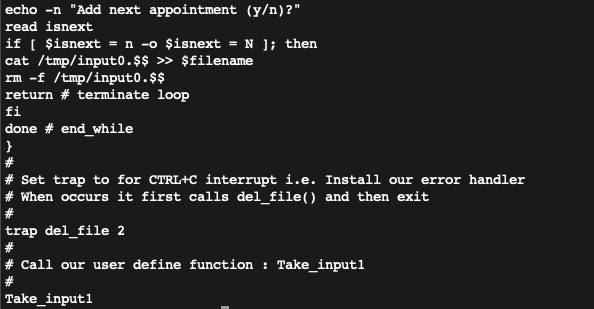 echo -n "Add next appointment (y/n)?"
read isnext
if [ $isnext = n -o $isnext = N ]; then
cat /tmp/input0.$$ >> $filename
rm -f /tmp/input0.$$
return # terminate loop
fi
done # end_while
}
#
# Set trap to for CTRL+C interrupt i.e. Install our error handler
# When occurs it first calls del_file() and then exit
#
trap del_file 2
#
# Call our user define function : Take_input1
#
Take_input1